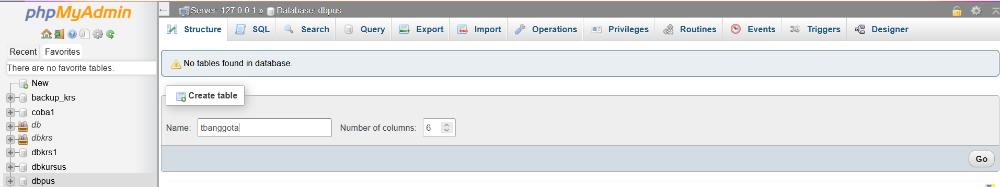 phpMyAdmin
Recent Favorites
There are no favorite tables.
New
backup_krs
coba1
db
dbkrs
dbkrs1
dbkursus
dbpus
← Server: 127.0.0.1 » Database: dbpus
Structure SQL Search Query Export Import Operations Privileges Routines Events Triggers Designer
No tables found in database.
Create table
Name: tbanggota Number of columns: 6
Go